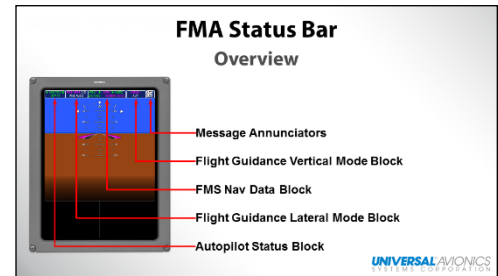 FMA Status Bar
Overview
Message Annunciators
Flight Guidance Vertical Mode Block
FMS Nav Data Block
Flight Guidance Lateral Mode Block
Autopilot Status Block
UNIVERSAL AVIONICS
SYSTEMS CORPORATION